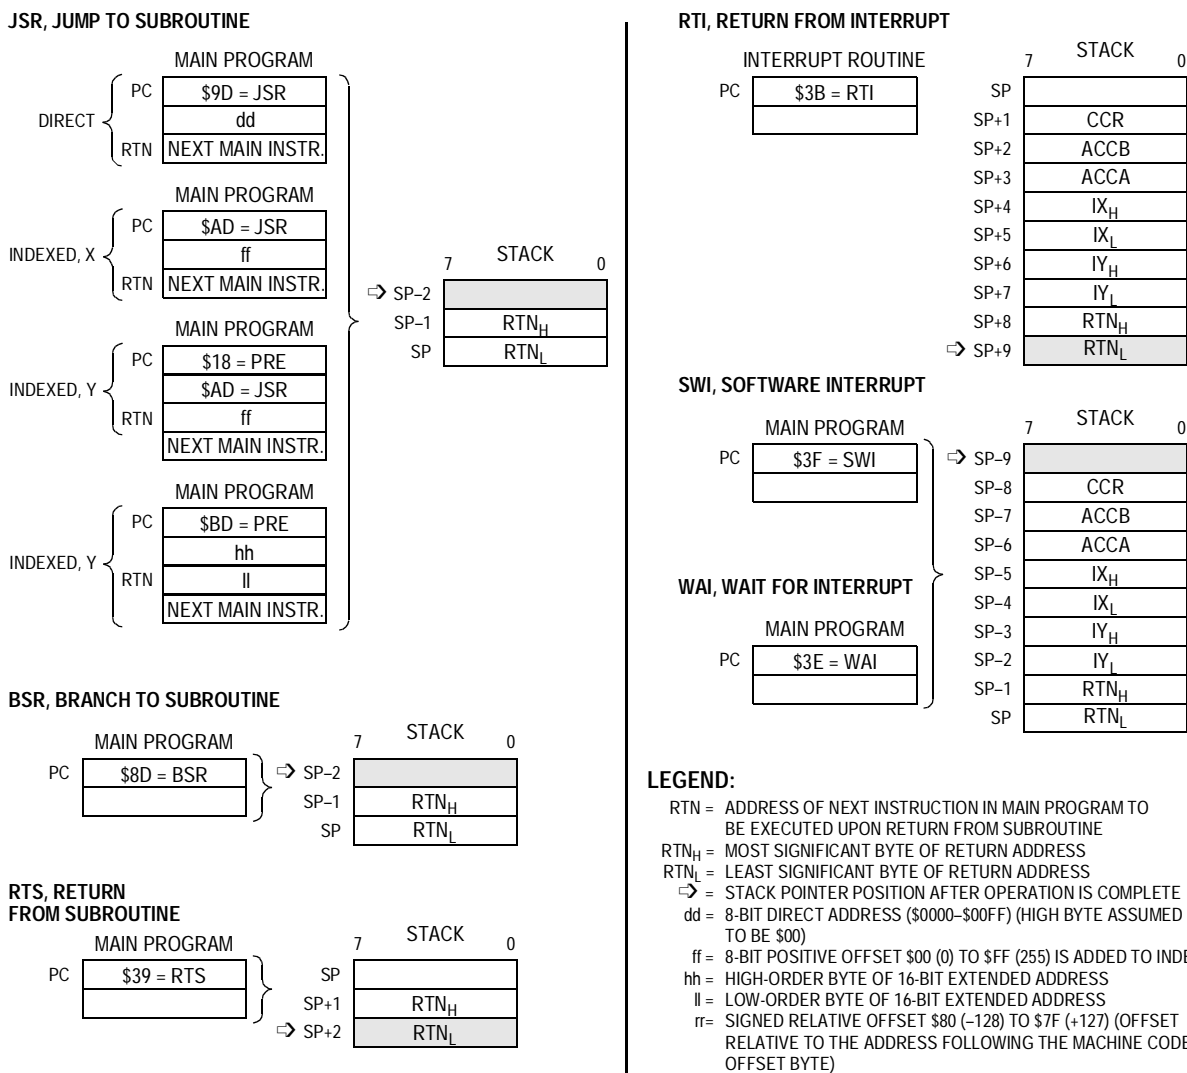 JSR, JUMP TO SUBROUTINE
MAIN PROGRAM
DIRECT
PC $9D = JSR
dd
RTN NEXT MAIN INSTR.
MAIN PROGRAM
INDEXED, X
PC $AD = JSR
ff
RTN NEXT MAIN INSTR.
MAIN PROGRAM
INDEXED, Y
PC $18 = PRE
$AD = JSR
RTN ff
NEXT MAIN INSTR.
MAIN PROGRAM
INDEXED, Y
PC $BD = PRE
hh
RTN ll
NEXT MAIN INSTR.
7 STACK 0
SP–2
SP–1 RTNH
SP RTNL
BSR, BRANCH TO SUBROUTINE
MAIN PROGRAM
PC $8D = BSR
7 STACK 0
SP–2
SP–1 RTNH
SP RTNL
RTS, RETURN
FROM SUBROUTINE
MAIN PROGRAM
PC $39 = RTS
7 STACK 0
SP
SP+1 RTNH
SP+2 RTNL
RTI, RETURN FROM INTERRUPT
INTERRUPT ROUTINE
PC $3B = RTI
7 STACK 0
SP
SP+1 CCR
SP+2 ACCB
SP+3 ACCA
SP+4 IXH
SP+5 IXL
SP+6 IYH
SP+7 IYL
SP+8 RTNH
SP+9 RTNL
SWI, SOFTWARE INTERRUPT
MAIN PROGRAM
PC $3F = SWI
WAI, WAIT FOR INTERRUPT
MAIN PROGRAM
PC $3E = WAI
7 STACK 0
SP–9
SP–8 CCR
SP–7 ACCB
SP–6 ACCA
SP–5 IXH
SP–4 IXL
SP–3 IYH
SP–2 IYL
SP–1 RTNH
SP RTNL
LEGEND:
RTN = ADDRESS OF NEXT INSTRUCTION IN MAIN PROGRAM TO
BE EXECUTED UPON RETURN FROM SUBROUTINE
RTNH = MOST SIGNIFICANT BYTE OF RETURN ADDRESS
RTNL = LEAST SIGNIFICANT BYTE OF RETURN ADDRESS
⇨ = STACK POINTER POSITION AFTER OPERATION IS COMPLETE
dd = 8-BIT DIRECT ADDRESS ($0000–$00FF) (HIGH BYTE ASSUMED
TO BE $00)
ff = 8-BIT POSITIVE OFFSET $00 (0) TO $FF (255) IS ADDED TO INDE
hh = HIGH-ORDER BYTE OF 16-BIT EXTENDED ADDRESS
ll = LOW-ORDER BYTE OF 16-BIT EXTENDED ADDRESS
rr= SIGNED RELATIVE OFFSET $80 (–128) TO $7F (+127) (OFFSET
RELATIVE TO THE ADDRESS FOLLOWING THE MACHINE CODE
OFFSET BYTE)